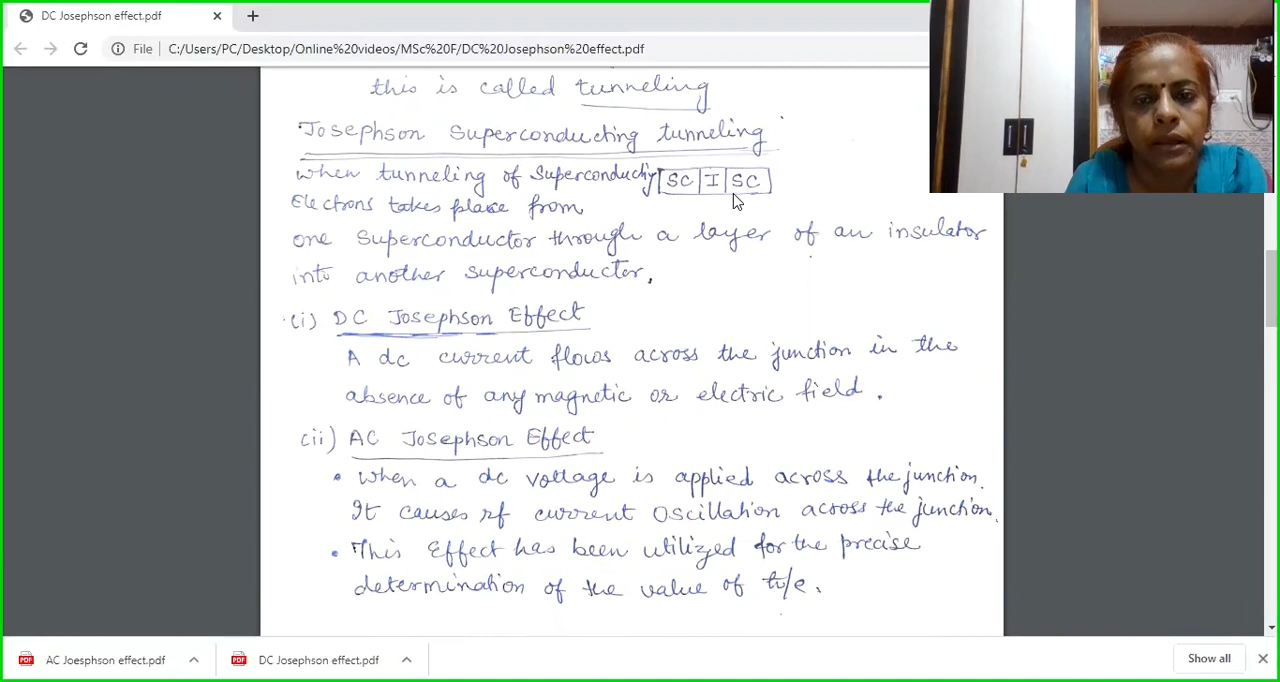 DC Josephson effect.pdf
File C:/Users/PC/Desktop/Online%20videos/MSc%20F/DC%20Josephson%20effect.pdf
this is called tunneling
Josephson Superconducting tunneling
when tunneling of Superconducting SC I SC
Electrons takes place from
one superconductor through a layer of an insulator
into another superconductor.
(i) DC Josephson Effect
A dc current flows across the junction in the
absence of any magnetic or electric field.
(ii) AC Josephson Effect
• When a dc voltage is applied across the junction.
It causes rf current oscillation across the junction.
• This Effect has been utilized for the precise
determination of the value of ħ/e.
AC Joesphson effect.pdf
DC Josephson effect.pdf
Show all